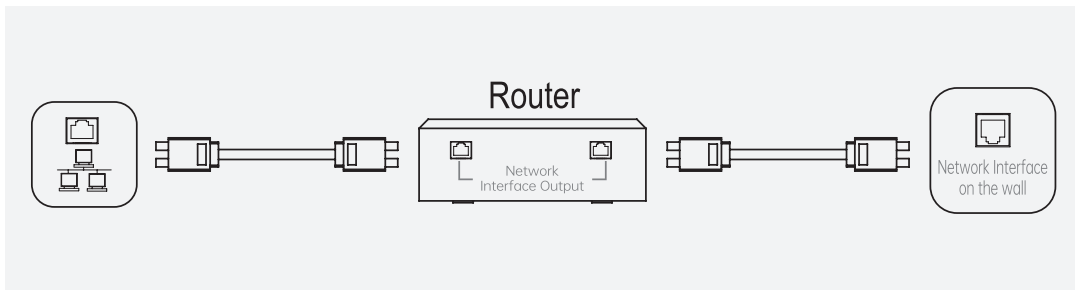 Router
Network
Interface Output
Network Interface
on the wall